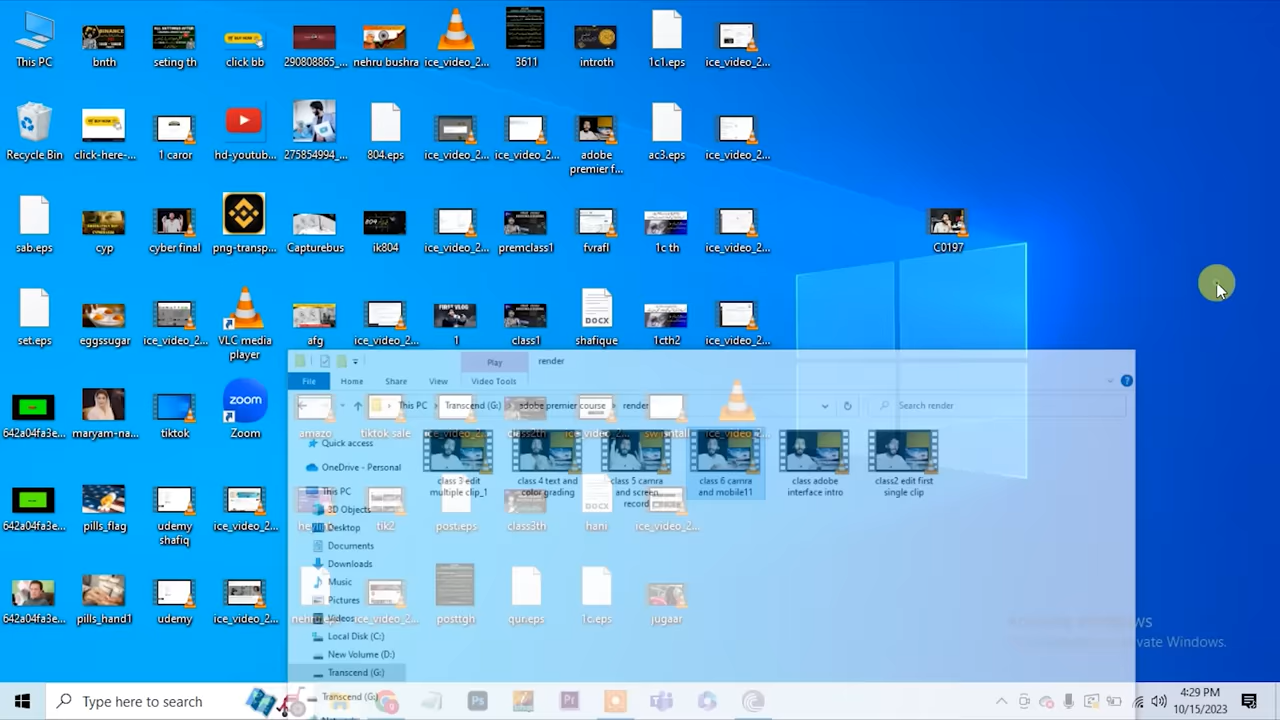 This PC
bnth
seting th
click bb
290808865_...
nehru bushra
ice_video_2...
3611
introth
1c1.eps
ice_video_2...
Recycle Bin
click-here-...
1 caror
hd-youtub...
275854994_...
804.eps
ice_video_2...
ice_video_2...
adobe
premier f...
ac3.eps
ice_video_2...
sab.eps
cyp
cyber final
png-transp...
Capturebus
ik804
ice_video_2...
premclass1
fvrafl
1c th
ice_video_2...
C0197
set.eps
eggssugar
ice_video_2...
VLC media
player
afg
ice_video_2...
1
class1
shafique
1cth2
ice_video_2...
Play
render
File
Home
Share
View
Video Tools
This PC
Transcend (G:)
adobe premier course
render
Search render
642a04fa3e...
maryam-na...
tiktok
Zoom
amazo
tiktok sale
class2th
Quick access
OneDrive - Personal
This PC
3D Objects
Desktop
Documents
Downloads
Music
Pictures
Videos
Local Disk (C:)
New Volume (D:)
Transcend (G:)
Transcend (G:)
class 3 edit
multiple clip_1
class 4 text and
color grading
class 5 camra
and screen
record
class 6 camra
and mobile11
class adobe
interface intro
class2 edit first
single clip
642a04fa3e...
pills_flag
udemy
shafiq
ice_video_2...
tik2
post.eps
class3th
hani
ice_video_2...
642a04fa3e...
pills_hand1
udemy
ice_video_2...
ice_video_2...
posttgh
qur.eps
1c.eps
jugaar
Type here to search
4:29 PM
10/15/2023